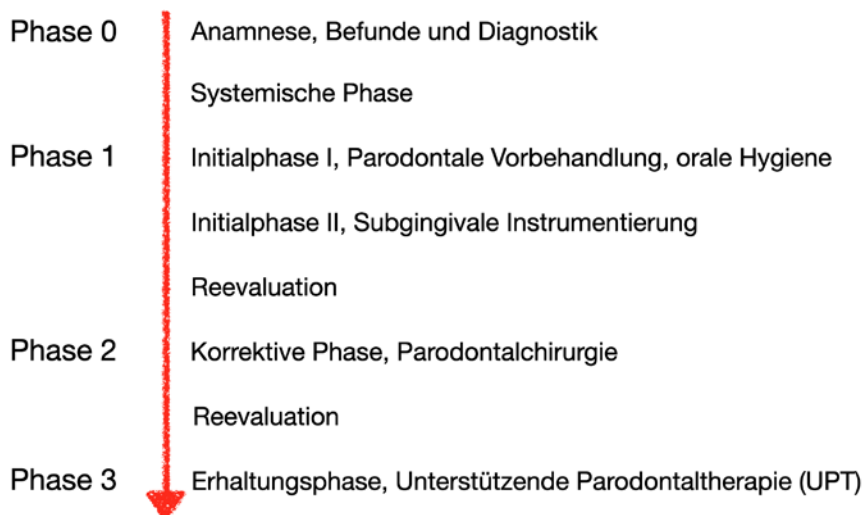 Phase 0 Anamnese, Befunde und Diagnostik
Systemische Phase
Phase 1 Initialphase I, Parodontale Vorbehandlung, orale Hygiene
Initialphase II, Subgingivale Instrumentierung
Reevaluation
Phase 2 Korrektive Phase, Parodontalchirurgie
Reevaluation
Phase 3 Erhaltungsphase, Unterstützende Parodontaltherapie (UPT)